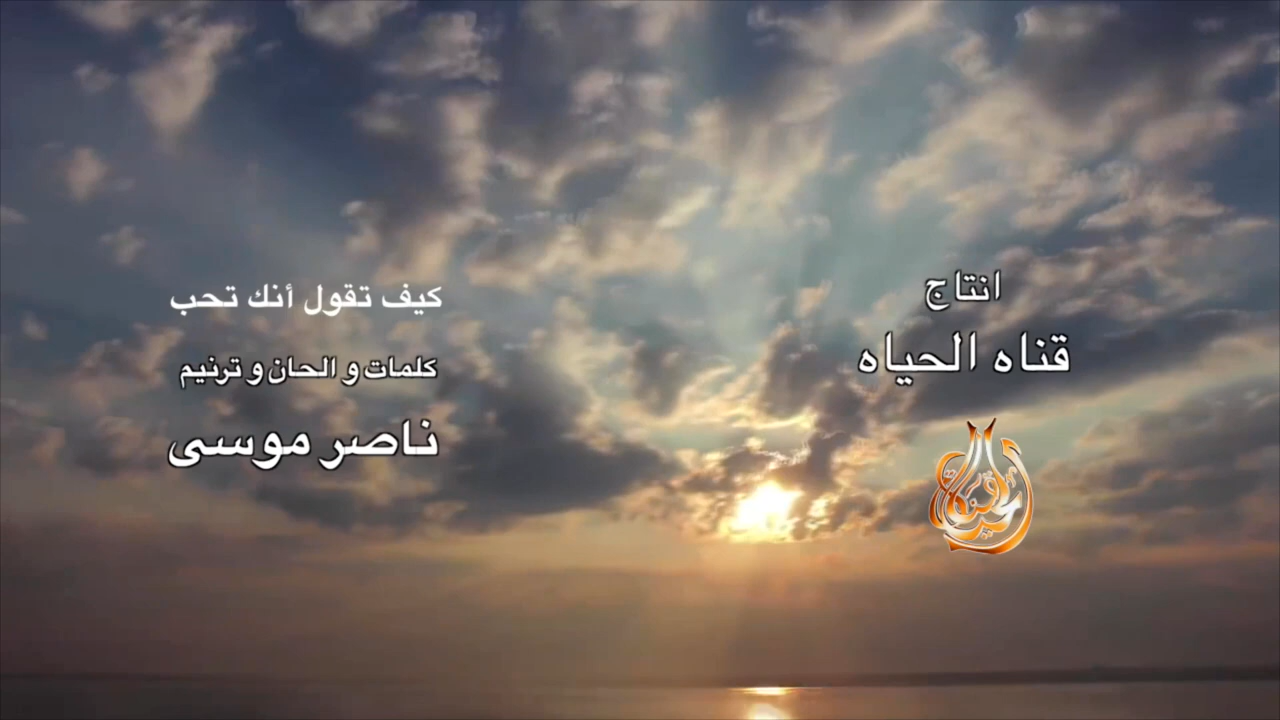 انتاج
قناه الحياه
كيف تقول أنك تحب
كلمات و الحان و ترنيم
ناصر موسى